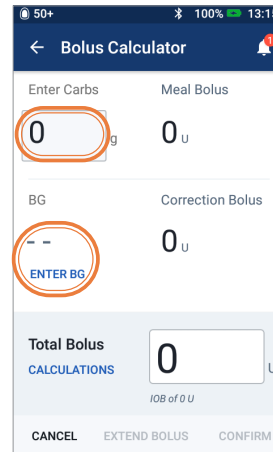 50+ 100% 13:15
← Bolus Calculator 1
Enter Carbs Meal Bolus
0 g 0 U
BG Correction Bolus
-- 0 U
ENTER BG
Total Bolus
CALCULATIONS 0 U
IOB of 0 U
CANCEL EXTEND BOLUS CONFIRM